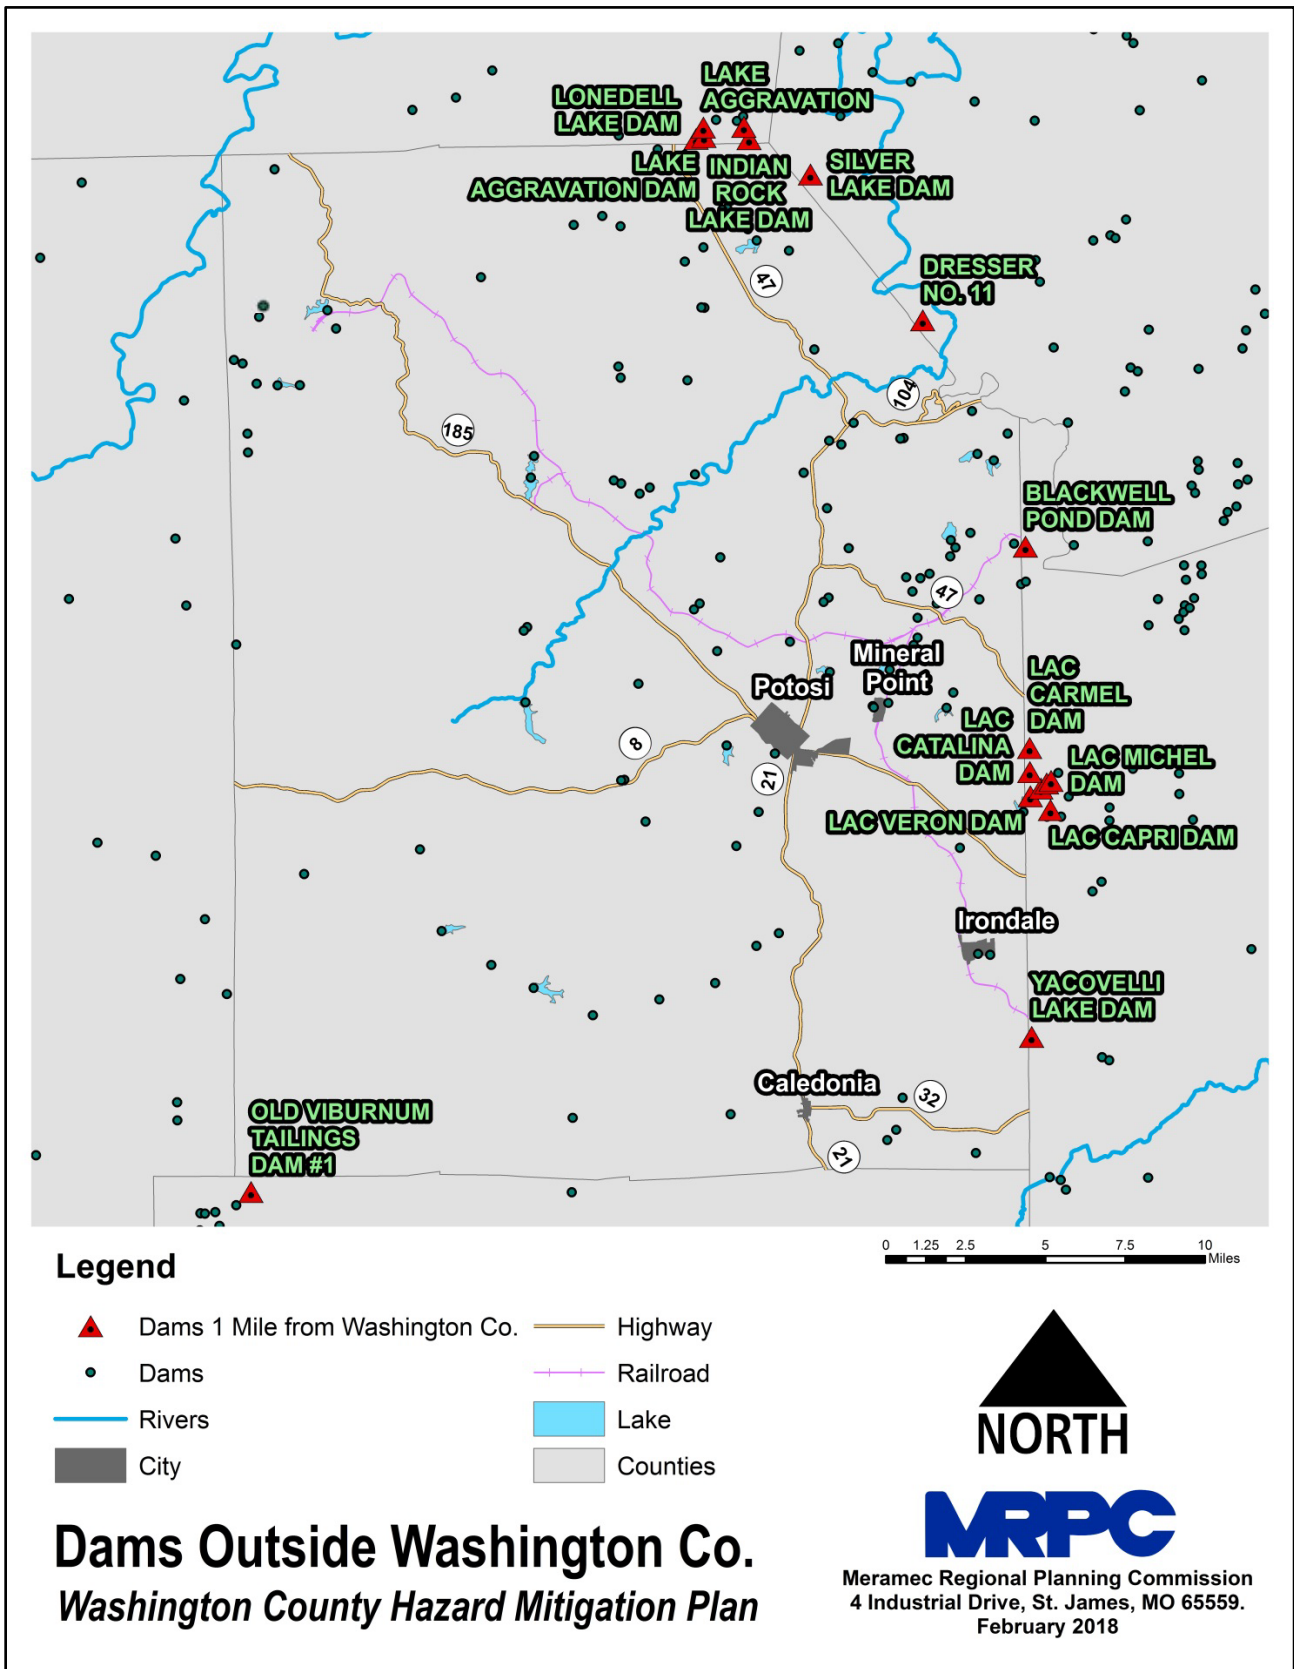 LAKE
AGGRAVATION
LONEDELL
LAKE DAM
LAKE
AGGRAVATION DAM
INDIAN
ROCK
LAKE DAM
SILVER
LAKE DAM
DRESSER
NO. 11
47
104
185
BLACKWELL
POND DAM
47
Mineral
Point
Potosi
LAC
CARMEL
DAM
LAC
CATALINA
DAM
LAC MICHEL
DAM
8
21
LAC VERON DAM
LAC CAPRI DAM
Irondale
YACOVELLI
LAKE DAM
Caledonia
32
OLD VIBURNUM
TAILINGS
DAM #1
21
0 1.25 2.5 5 7.5 10
Miles
Legend
Dams 1 Mile from Washington Co.
Dams
Rivers
City
Highway
Railroad
Lake
Counties
NORTH
MRPC
Meramec Regional Planning Commission
4 Industrial Drive, St. James, MO 65559.
February 2018
Dams Outside Washington Co.
Washington County Hazard Mitigation Plan